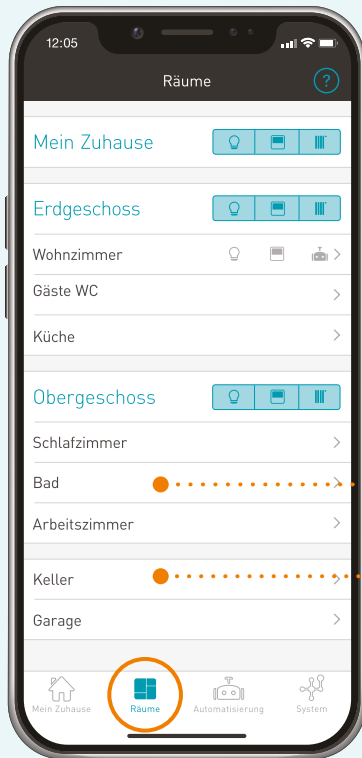 12:05
Räume
?
Mein Zuhause
Erdgeschoss
Wohnzimmer
Gäste WC
Küche
Obergeschoss
Schlafzimmer
Bad
Arbeitszimmer
Keller
Garage
Mein Zuhause Räume Automatisierung System